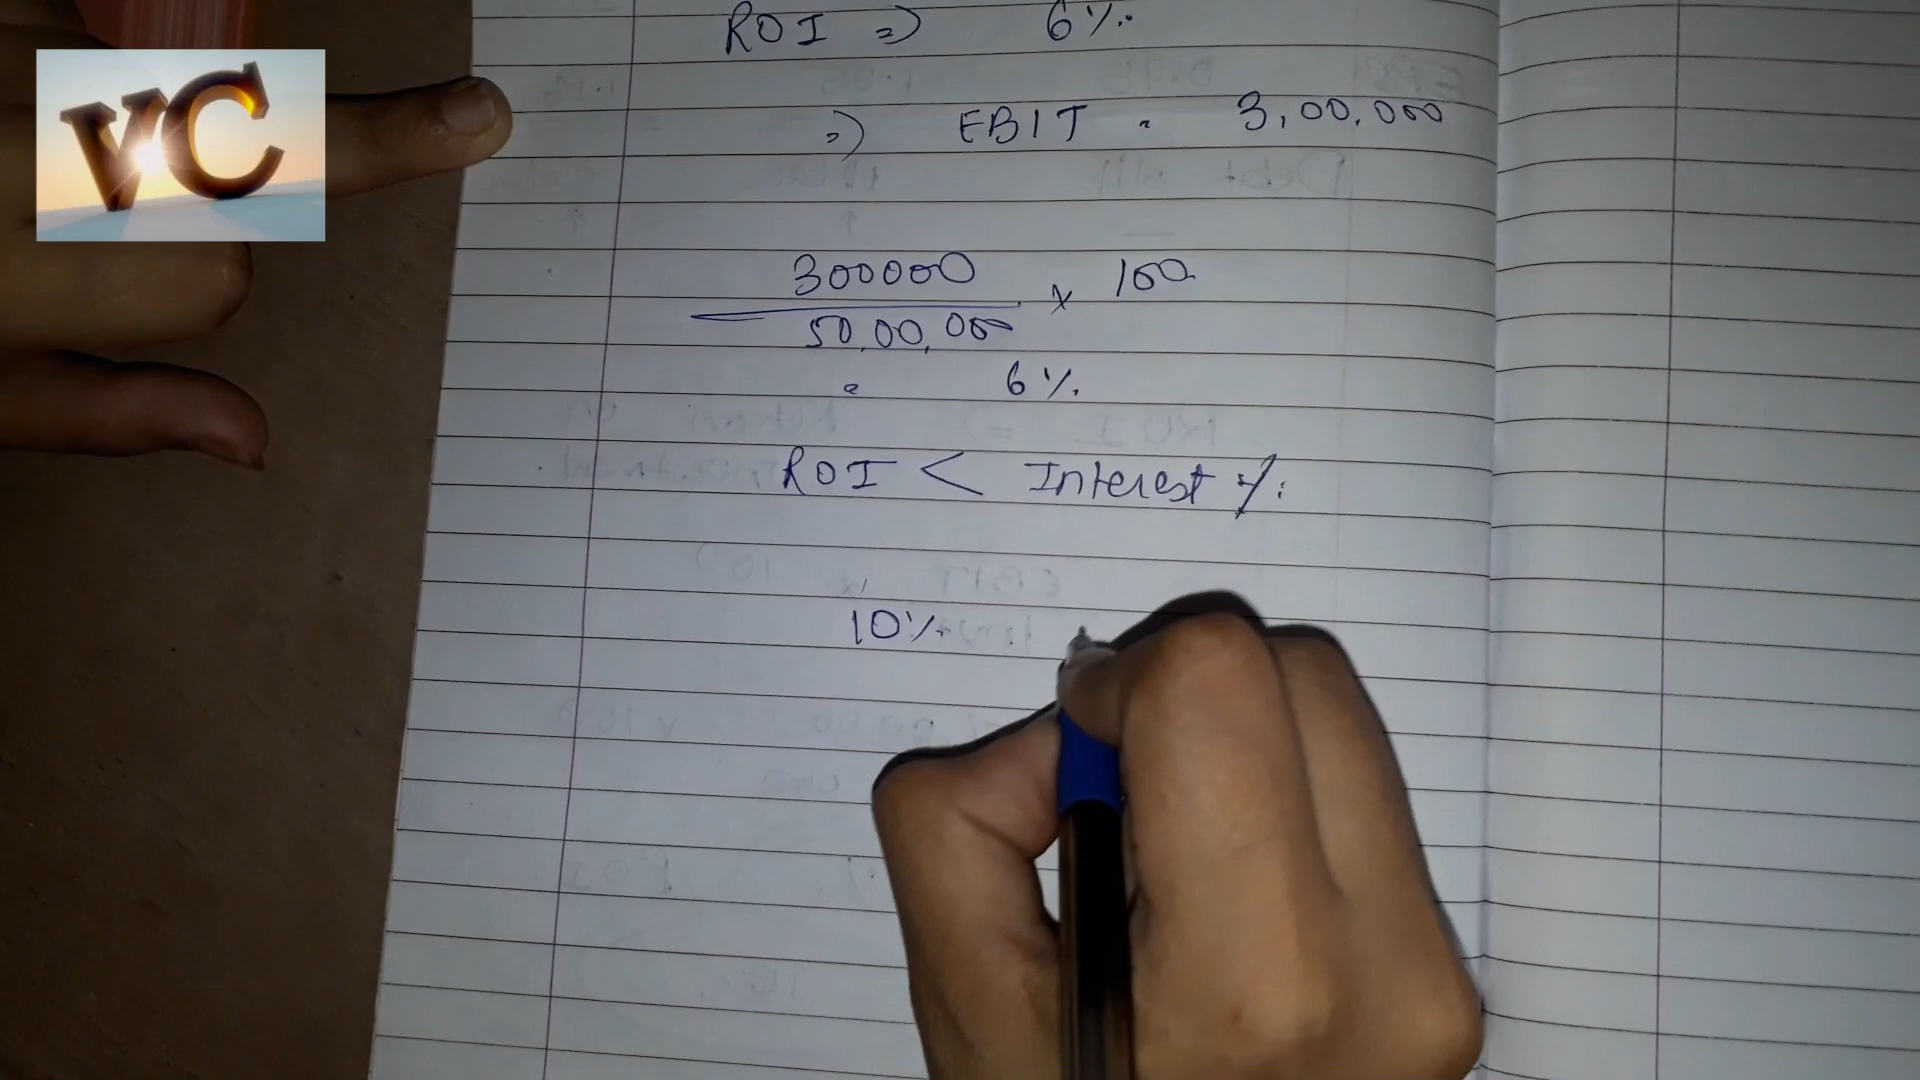 VC
ROI => 6%
=> EBIT = 3,00,000
300000 x 100
50,00,000
= 6%
ROI < Interest %
10%